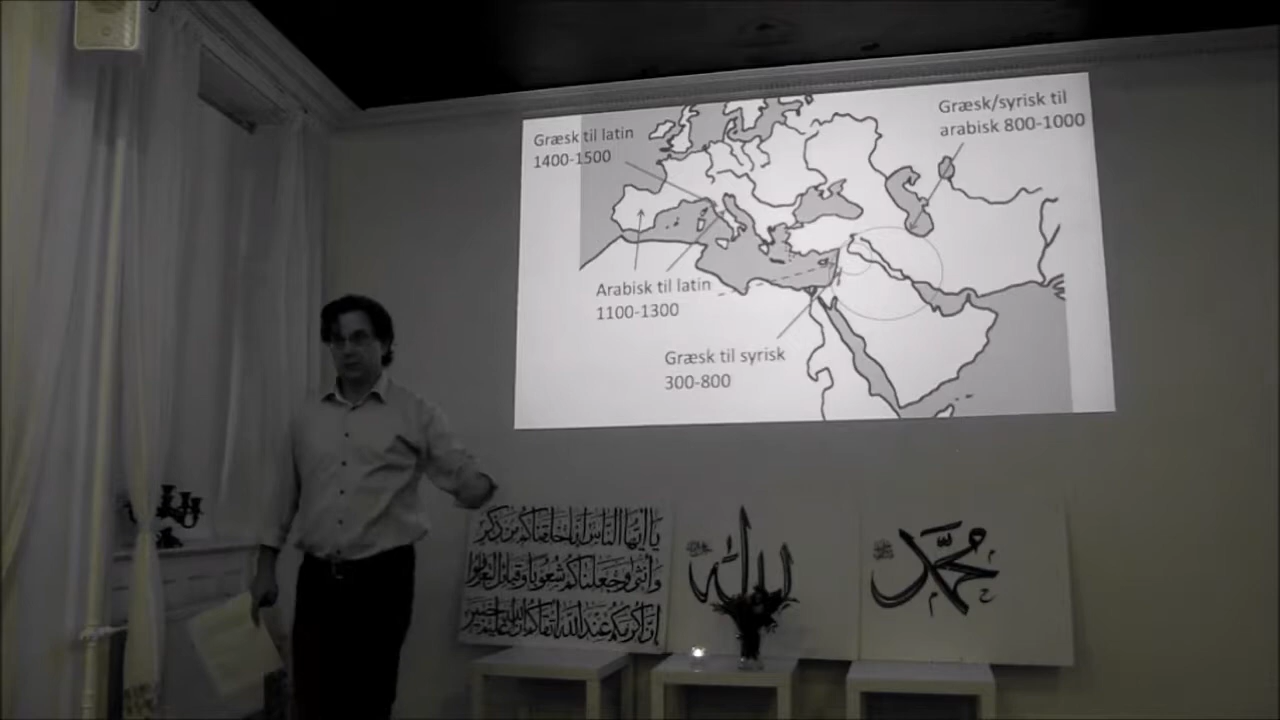 Græsk til latin
1400-1500
Græsk/syrisk til
arabisk 800-1000
Arabisk til latin
1100-1300
Græsk til syrisk
300-800
يا أيها الناس إنا خلقناكم من ذكر
وأنثى وجعلناكم شعوبا وقبائل لتعارفوا
إن أكرمكم عند الله أتقاكم إن الله عليم خبير
الله
محمد